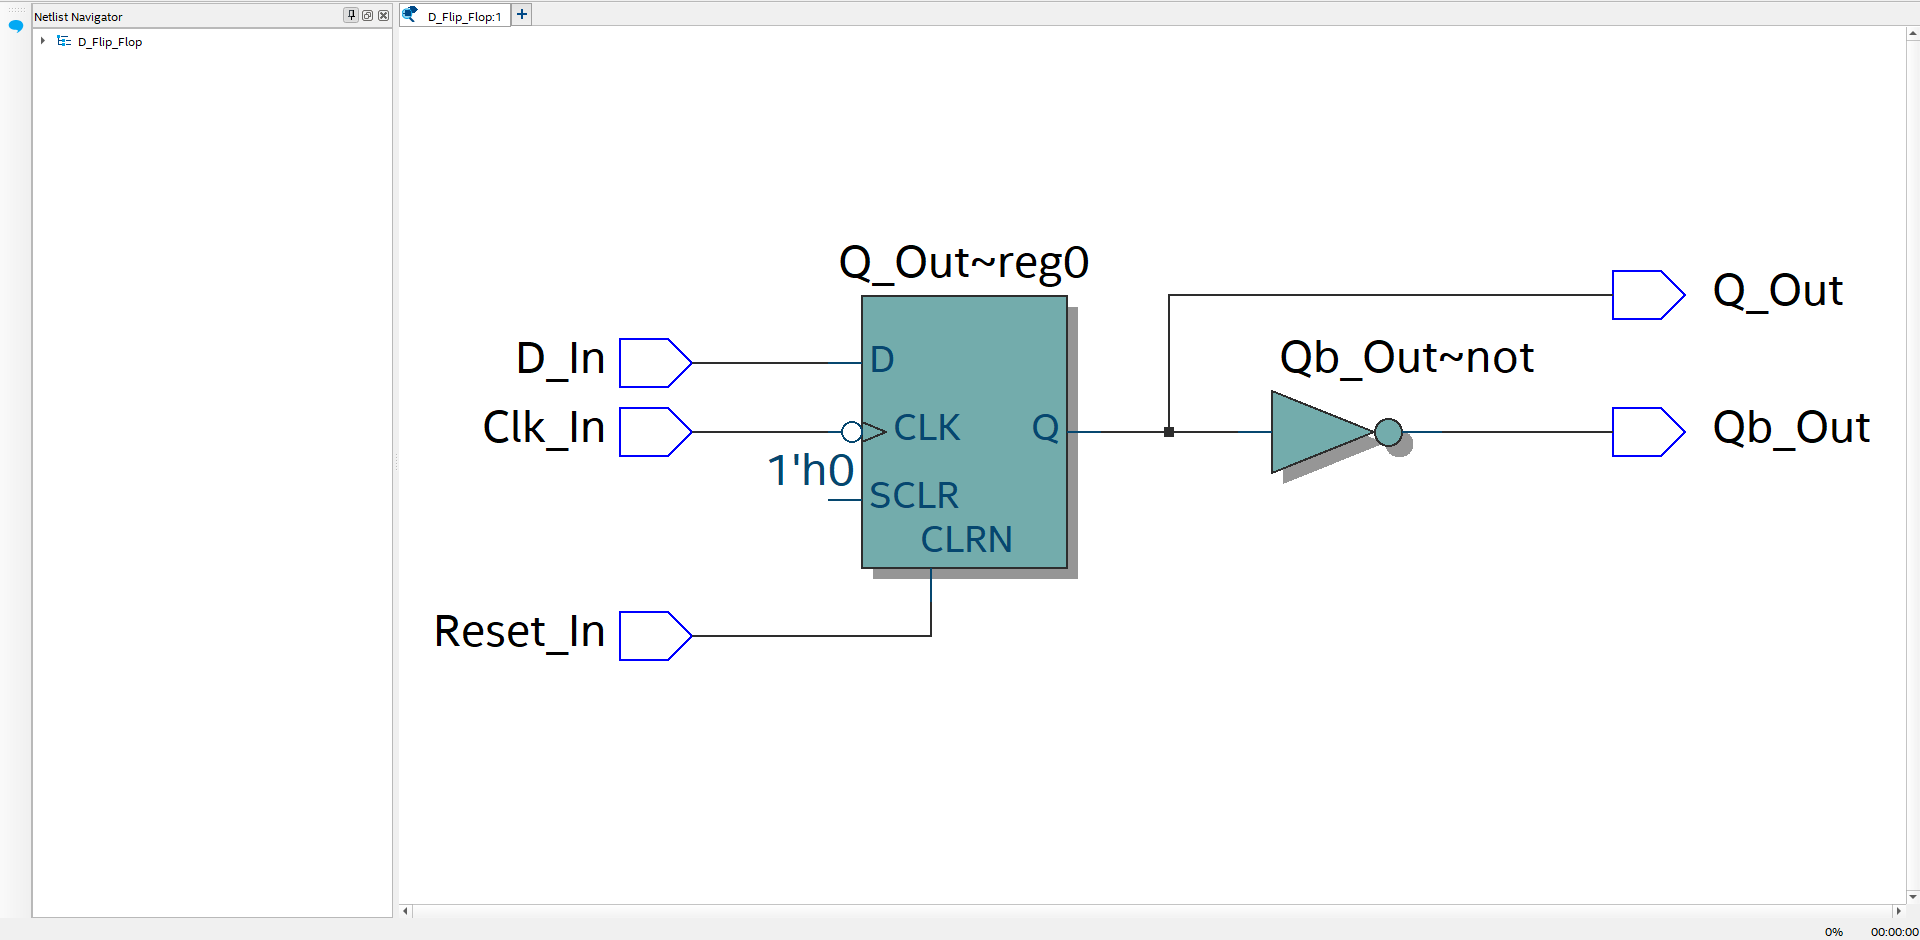 Netlist Navigator
D_Flip_Flop:1
D_Flip_Flop
Q_Out~reg0
Q_Out
D_In
D
Qb_Out~not
Clk_In
CLK
Q
Qb_Out
1'h0
SCLR
CLRN
Reset_In
0%
00:00:00